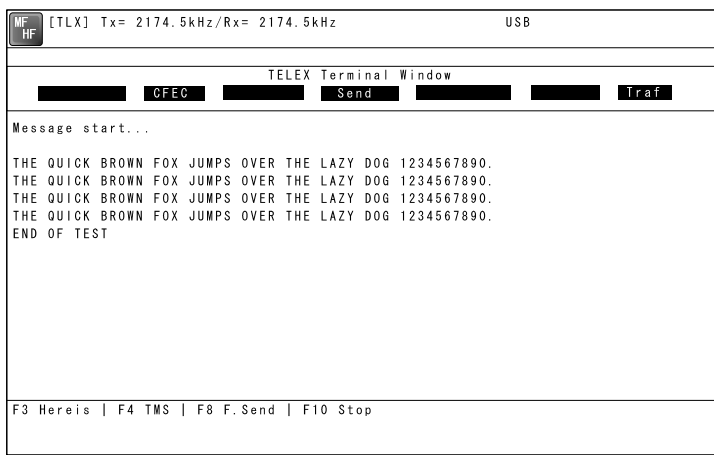 MF HF [TLX] Tx= 2174.5kHz/Rx= 2174.5kHz USB
TELEX Terminal Window
CFEC Send Traf
Message start...
THE QUICK BROWN FOX JUMPS OVER THE LAZY DOG 1234567890.
THE QUICK BROWN FOX JUMPS OVER THE LAZY DOG 1234567890.
THE QUICK BROWN FOX JUMPS OVER THE LAZY DOG 1234567890.
THE QUICK BROWN FOX JUMPS OVER THE LAZY DOG 1234567890.
END OF TEST
F3 Hereis | F4 TMS | F8 F.Send | F10 Stop